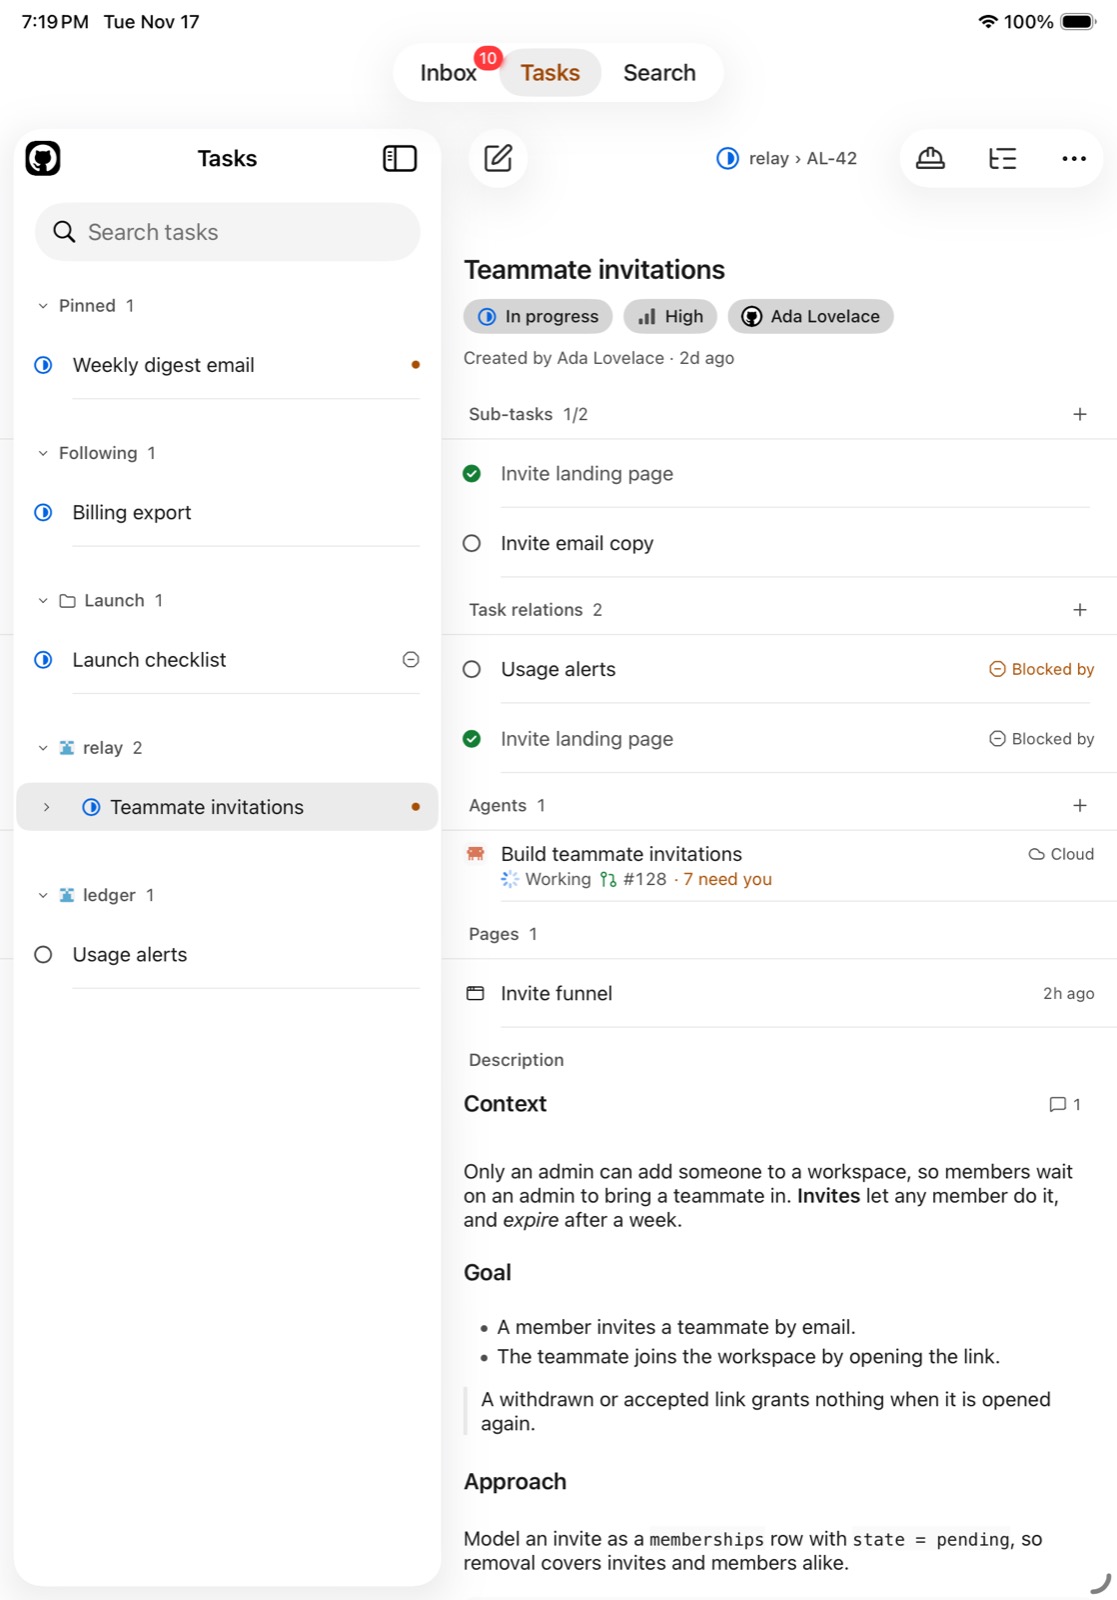 7:19 PM Tue Nov 17
100%
Inbox
10
Tasks
Search
Tasks
Search tasks
Pinned 1
Weekly digest email
Following 1
Billing export
Launch 1
Launch checklist
relay 2
Teammate invitations
ledger 1
Usage alerts
relay › AL-42
Teammate invitations
In progress
High
Ada Lovelace
Created by Ada Lovelace · 2d ago
Sub-tasks 1/2
Invite landing page
Invite email copy
Task relations 2
Usage alerts
Blocked by
Invite landing page
Blocked by
Agents 1
Build teammate invitations
Cloud
Working #128 · 7 need you
Pages 1
Invite funnel
2h ago
Description
Context
1
Only an admin can add someone to a workspace, so members wait
on an admin to bring a teammate in. Invites let any member do it,
and expire after a week.
Goal
• A member invites a teammate by email.
• The teammate joins the workspace by opening the link.
A withdrawn or accepted link grants nothing when it is opened
again.
Approach
Model an invite as a memberships row with state = pending, so
removal covers invites and members alike.